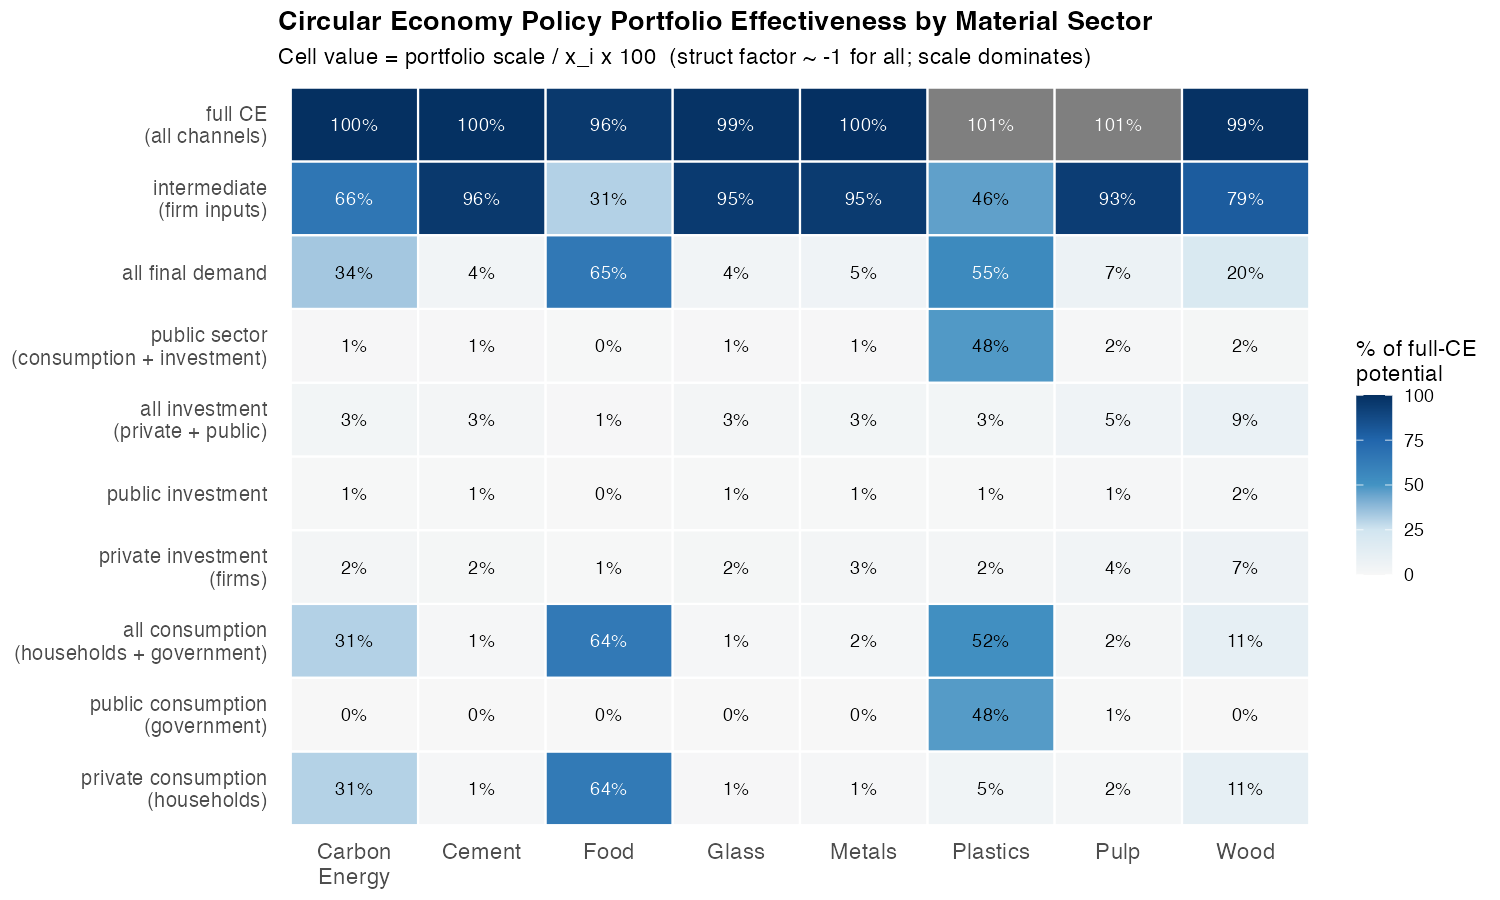 Circular Economy Policy Portfolio Effectiveness by Material Sector
Cell value = portfolio scale / x_i x 100  (struct factor ~ -1 for all; scale dominates)
full CE
(all channels)
100% 100% 96% 99% 100% 101% 101% 99%
intermediate
(firm inputs)
66% 96% 31% 95% 95% 46% 93% 79%
all final demand
34% 4% 65% 4% 5% 55% 7% 20%
public sector
(consumption + investment)
1% 1% 0% 1% 1% 48% 2% 2%
all investment
(private + public)
3% 3% 1% 3% 3% 3% 5% 9%
public investment
1% 1% 0% 1% 1% 1% 1% 2%
private investment
(firms)
2% 2% 1% 2% 3% 2% 4% 7%
all consumption
(households + government)
31% 1% 64% 1% 2% 52% 2% 11%
public consumption
(government)
0% 0% 0% 0% 0% 48% 1% 0%
private consumption
(households)
31% 1% 64% 1% 1% 5% 2% 11%
Carbon
Energy
Cement
Food
Glass
Metals
Plastics
Pulp
Wood
% of full-CE
potential
100
75
50
25
0